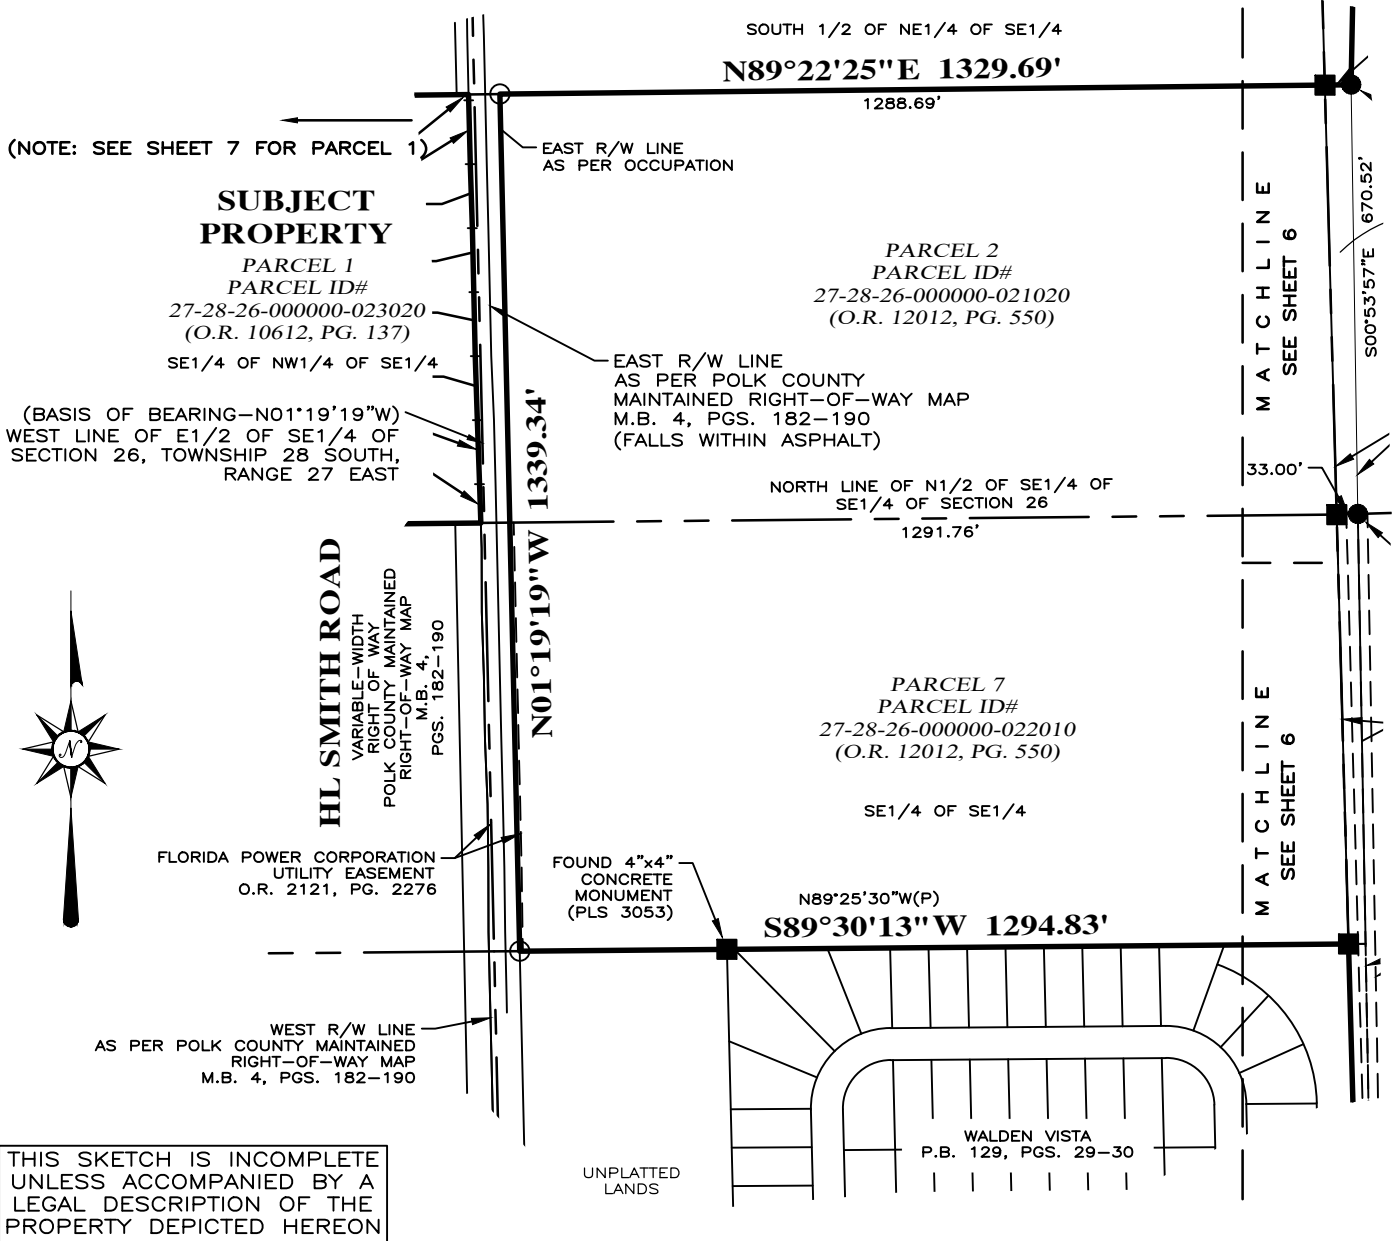 SOUTH 1/2 OF NE1/4 OF SE1/4
N89°22'25"E 1329.69'
1288.69'
(NOTE: SEE SHEET 7 FOR PARCEL 1)
EAST R/W LINE
AS PER OCCUPATION
SUBJECT
PROPERTY
PARCEL 1
PARCEL ID#
27-28-26-000000-023020
(O.R. 10612, PG. 137)
SE1/4 OF NW1/4 OF SE1/4
PARCEL 2
PARCEL ID#
27-28-26-000000-021020
(O.R. 12012, PG. 550)
MATCHLINE
SEE SHEET 6
S00°53'57"E 670.52'
EAST R/W LINE
AS PER POLK COUNTY
MAINTAINED RIGHT-OF-WAY MAP
M.B. 4, PGS. 182-190
(FALLS WITHIN ASPHALT)
(BASIS OF BEARING-N01°19'19"W)
WEST LINE OF E1/2 OF SE1/4 OF
SECTION 26, TOWNSHIP 28 SOUTH,
RANGE 27 EAST
N01°19'19"W 1339.34'
33.00'
NORTH LINE OF N1/2 OF SE1/4 OF
SE1/4 OF SECTION 26
1291.76'
HL SMITH ROAD
VARIABLE-WIDTH
RIGHT OF WAY
POLK COUNTY MAINTAINED
RIGHT-OF-WAY MAP
M.B. 4,
PGS. 182-190
N
PARCEL 7
PARCEL ID#
27-28-26-000000-022010
(O.R. 12012, PG. 550)
SE1/4 OF SE1/4
MATCHLINE
SEE SHEET 6
FLORIDA POWER CORPORATION
UTILITY EASEMENT
O.R. 2121, PG. 2276
FOUND 4"x4"
CONCRETE
MONUMENT
(PLS 3053)
N89°25'30"W(P)
S89°30'13"W 1294.83'
WEST R/W LINE
AS PER POLK COUNTY MAINTAINED
RIGHT-OF-WAY MAP
M.B. 4, PGS. 182-190
WALDEN VISTA
P.B. 129, PGS. 29-30
UNPLATTED
LANDS
THIS SKETCH IS INCOMPLETE
UNLESS ACCOMPANIED BY A
LEGAL DESCRIPTION OF THE
PROPERTY DEPICTED HEREON